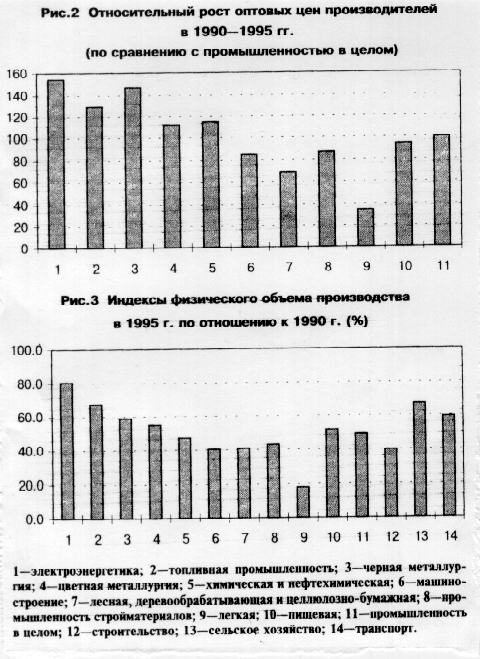 Рис.2 Относительный рост оптовых цен производителей
в 1990—1995 гг.
(по сравнению с промышленностью в целом)
160
140
120
100
80
60
40
20
0
1 2 3 4 5 6 7 8 9 10 11
Рис.3 Индексы физического объема производства
в 1995 г. по отношению к 1990 г. (%)
100.0
80.0
60.0
40.0
20.0
0.0
1 2 3 4 5 6 7 8 9 10 11 12 13 14
1—электроэнергетика; 2—топливная промышленность; 3—черная металлур-
гия; 4—цветная металлургия; 5—химическая и нефтехимическая; 6—машино-
строение; 7—лесная, деревообрабатывающая и целлюлозно-бумажная; 8—про-
мышленность стройматериалов; 9—легкая; 10—пищевая; 11—промышленность
в целом; 12—строительство; 13—сельское хозяйство; 14—транспорт.